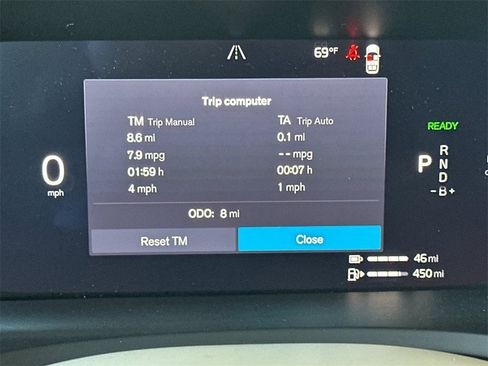 69°F
Trip computer
TM Trip Manual TA Trip Auto
8.6 mi 0.1 mi
7.9 mpg -- mpg
01:59 h 00:07 h
4 mph 1 mph
ODO: 8 mi
Reset TM Close
0
mph
READY
P
R
N
D
-B+
46 mi
450 mi